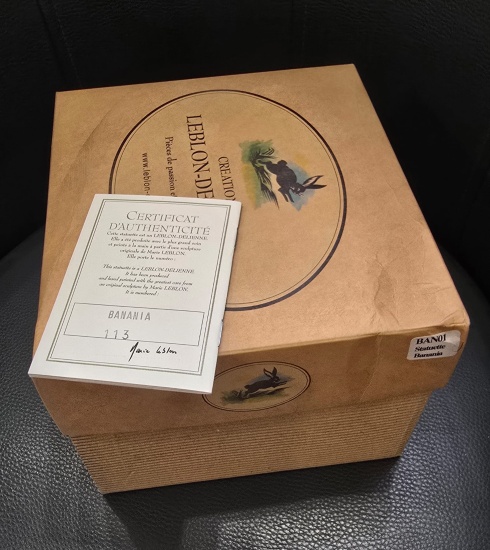 CREATION
LEBLON-DE
Pièces de passion
www.leblon-
CERTIFICAT
D'AUTHENTICITÉ
Cette statuette est un LEBLON-DELIENNE
Elle a été produite avec le plus grand soin
et peinte à la main à partir d'une sculpture
originale de Marie LEBLON.
Elle porte le numéro :
This statuette is a LEBLON-DELIENNE
It has been produced
and hand painted with the greatest care from
an original sculpture by Marie LEBLON.
It is numbered :
BANANIA
113
BAN01
Statuette
Banania